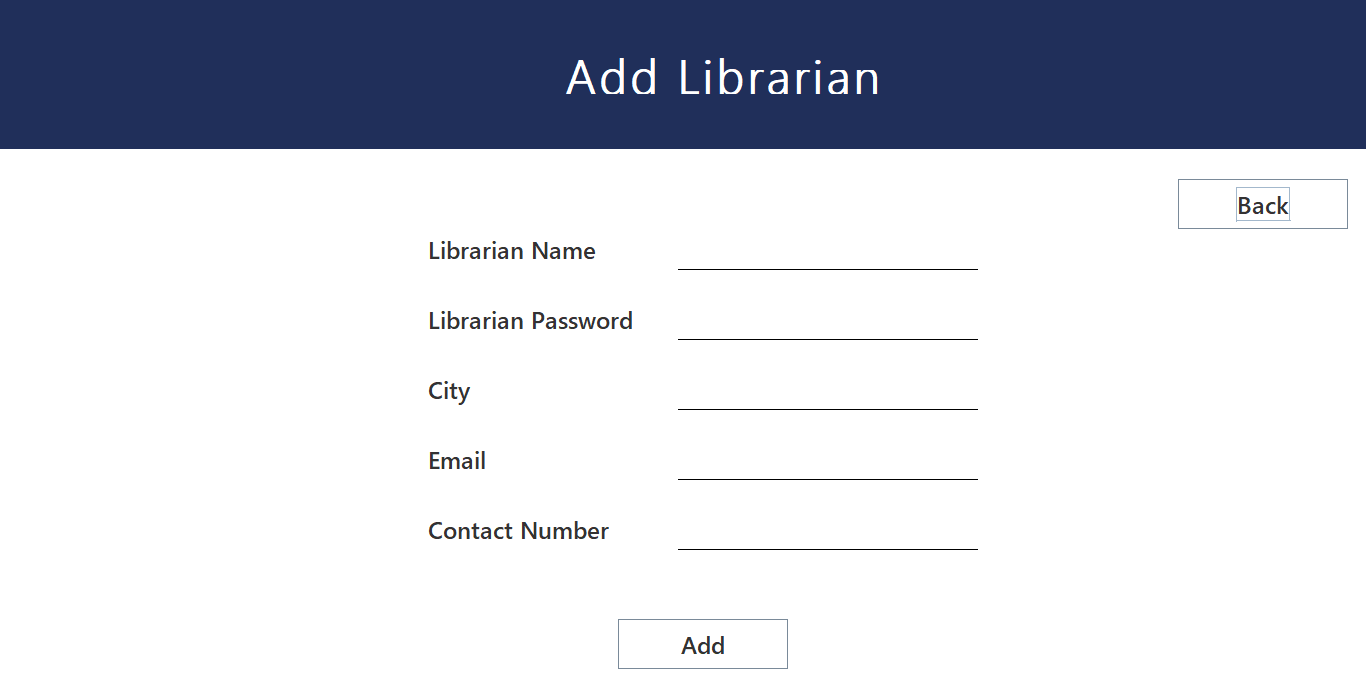 Add Librarian
Back
Librarian Name
Librarian Password
City
Email
Contact Number
Add